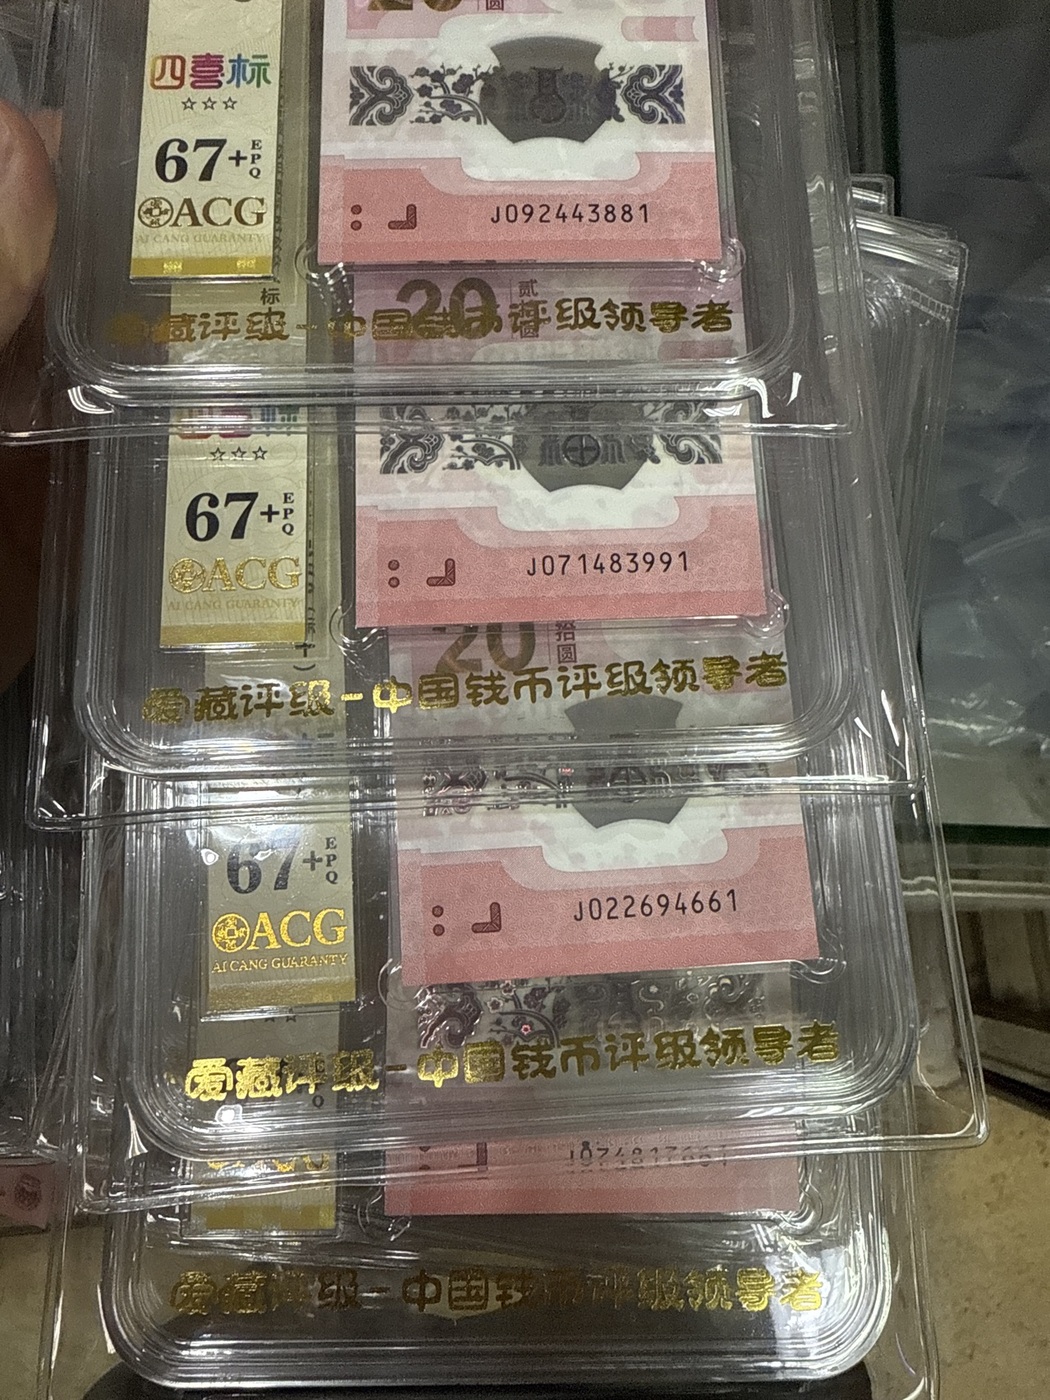 四喜标
67+EPQ
ACG
AI CANG GUARANTY
J092443881
20
贰
爱藏评级-中国钱币评级领导者
67+EPQ
ACG
AI CANG GUARANTY
J071483991
20
拾圆
爱藏评级-中国钱币评级领导者
67+EPQ
ACG
AI CANG GUARANTY
J022694661
爱藏评级-中国钱币评级领导者
爱藏评级-中国钱币评级领导者